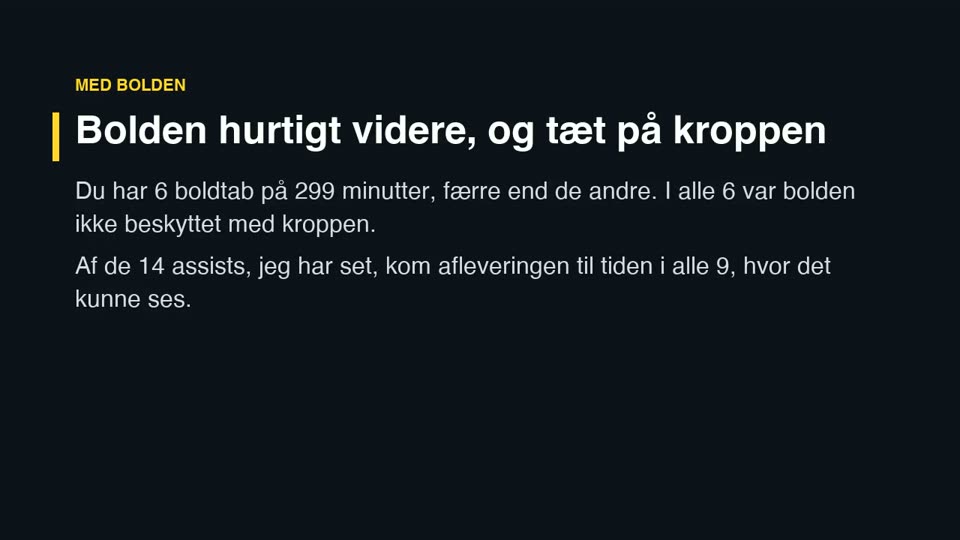 MED BOLDEN
Bolden hurtigt videre, og tæt på kroppen
Du har 6 boldtab på 299 minutter, færre end de andre. I alle 6 var bolden
ikke beskyttet med kroppen.
Af de 14 assists, jeg har set, kom afleveringen til tiden i alle 9, hvor det
kunne ses.